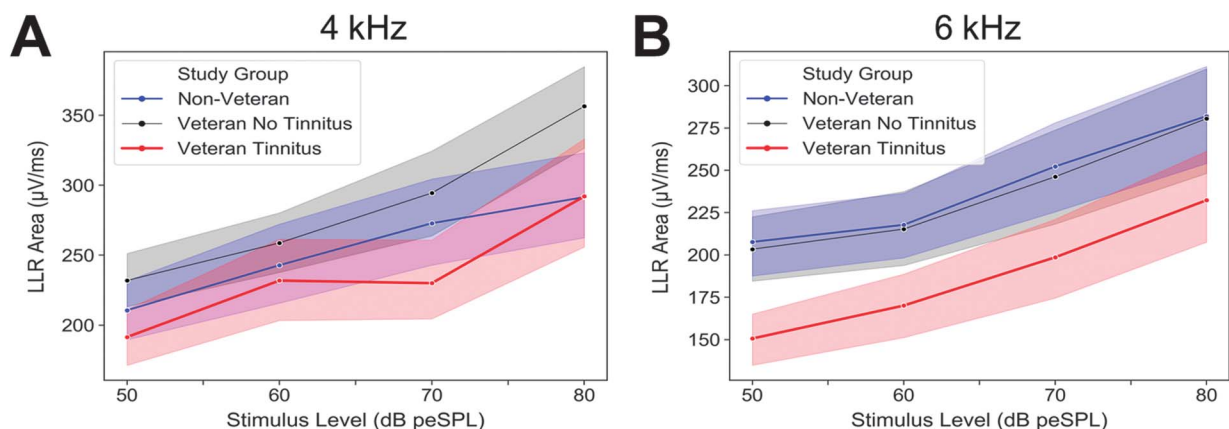 A
4 kHz
Study Group
Non-Veteran
Veteran No Tinnitus
Veteran Tinnitus
350
300
250
200
LLR Area (µV/ms)
50
60
70
80
Stimulus Level (dB peSPL)
B
6 kHz
Study Group
Non-Veteran
Veteran No Tinnitus
Veteran Tinnitus
300
275
250
225
200
175
150
LLR Area (µV/ms)
50
60
70
80
Stimulus Level (dB peSPL)